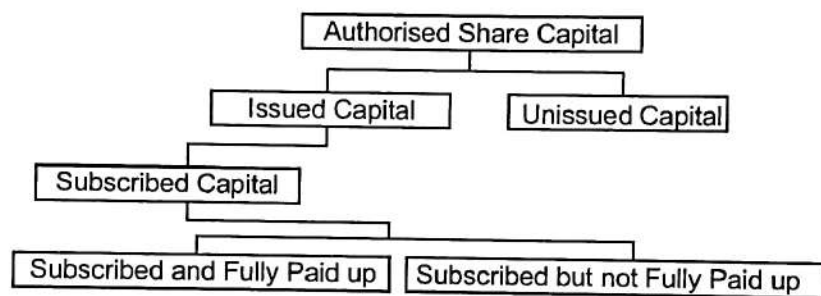 Authorised Share Capital
Issued Capital
Unissued Capital
Subscribed Capital
Subscribed and Fully Paid up
Subscribed but not Fully Paid up